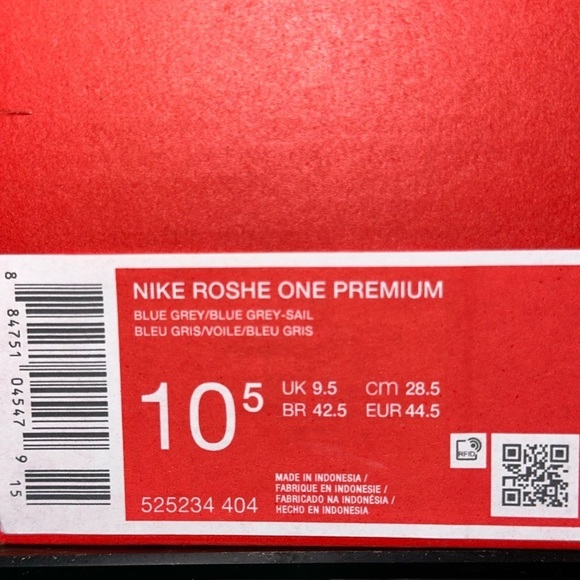 NIKE ROSHE ONE PREMIUM
BLUE GREY/BLUE GREY-SAIL
BLEU GRIS/VOILE/BLEU GRIS
10 5
UK 9.5 cm 28.5
BR 42.5 EUR 44.5
RFID
MADE IN INDONESIA /
FABRIQUE EN INDONESIE /
FABRICADO NA INDONÉSIA /
HECHO EN INDONESIA
525234 404
8 84751 04547 9 15